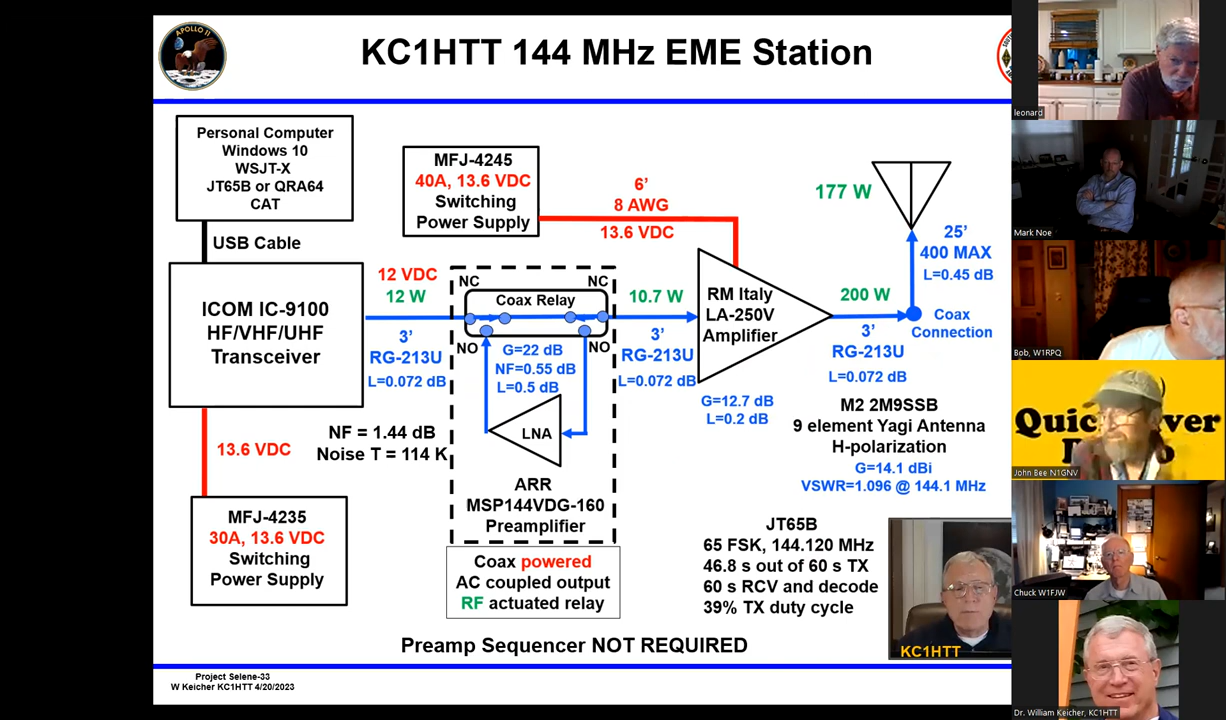 APOLLO 11
KC1HTT 144 MHz EME Station
Personal Computer
Windows 10
WSJT-X
JT65B or QRA64
CAT
USB Cable
ICOM IC-9100
HF/VHF/UHF
Transceiver
13.6 VDC
MFJ-4235
30A, 13.6 VDC
Switching
Power Supply
12 VDC
12 W
3’
RG-213U
L=0.072 dB
NF = 1.44 dB
Noise T = 114 K
MFJ-4245
40A, 13.6 VDC
Switching
Power Supply
6’
8 AWG
13.6 VDC
NC
NC
Coax Relay
NO
NO
G=22 dB
NF=0.55 dB
L=0.5 dB
LNA
ARR
MSP144VDG-160
Preamplifier
Coax powered
AC coupled output
RF actuated relay
10.7 W
3’
RG-213U
L=0.072 dB
RM Italy
LA-250V
Amplifier
G=12.7 dB
L=0.2 dB
200 W
3’
RG-213U
L=0.072 dB
177 W
25’
400 MAX
L=0.45 dB
Coax
Connection
M2 2M9SSB
9 element Yagi Antenna
H-polarization
G=14.1 dBi
VSWR=1.096 @ 144.1 MHz
JT65B
65 FSK, 144.120 MHz
46.8 s out of 60 s TX
60 s RCV and decode
39% TX duty cycle
KC1HTT
Preamp Sequencer NOT REQUIRED
Project Selene-33
W Keicher KC1HTT 4/20/2023
leonard
Mark Noe
Bob, W1RPQ
John Bee N1GNV
Chuck W1FJW
Dr. William Keicher, KC1HTT